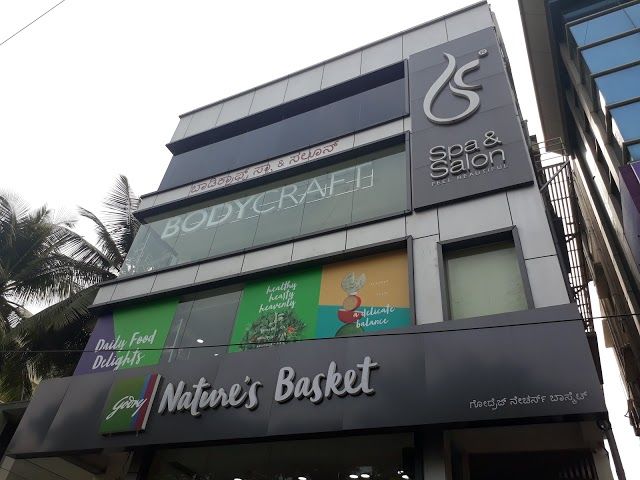 Spa &
Salon
FEEL BEAUTIFUL
ಬಾಡಿಕ್ರಾಫ್ಟ್ ಸ್ಪಾ & ಸಲೂನ್
BODYCRAFT
healthy
hearty
heavenly
a delicate
balance
Daily Food
Delights
Godrej
Nature's Basket
ಗೋದ್ರೆಜ್ ನೇಚರ್ಸ್ ಬಾಸ್ಕೆಟ್